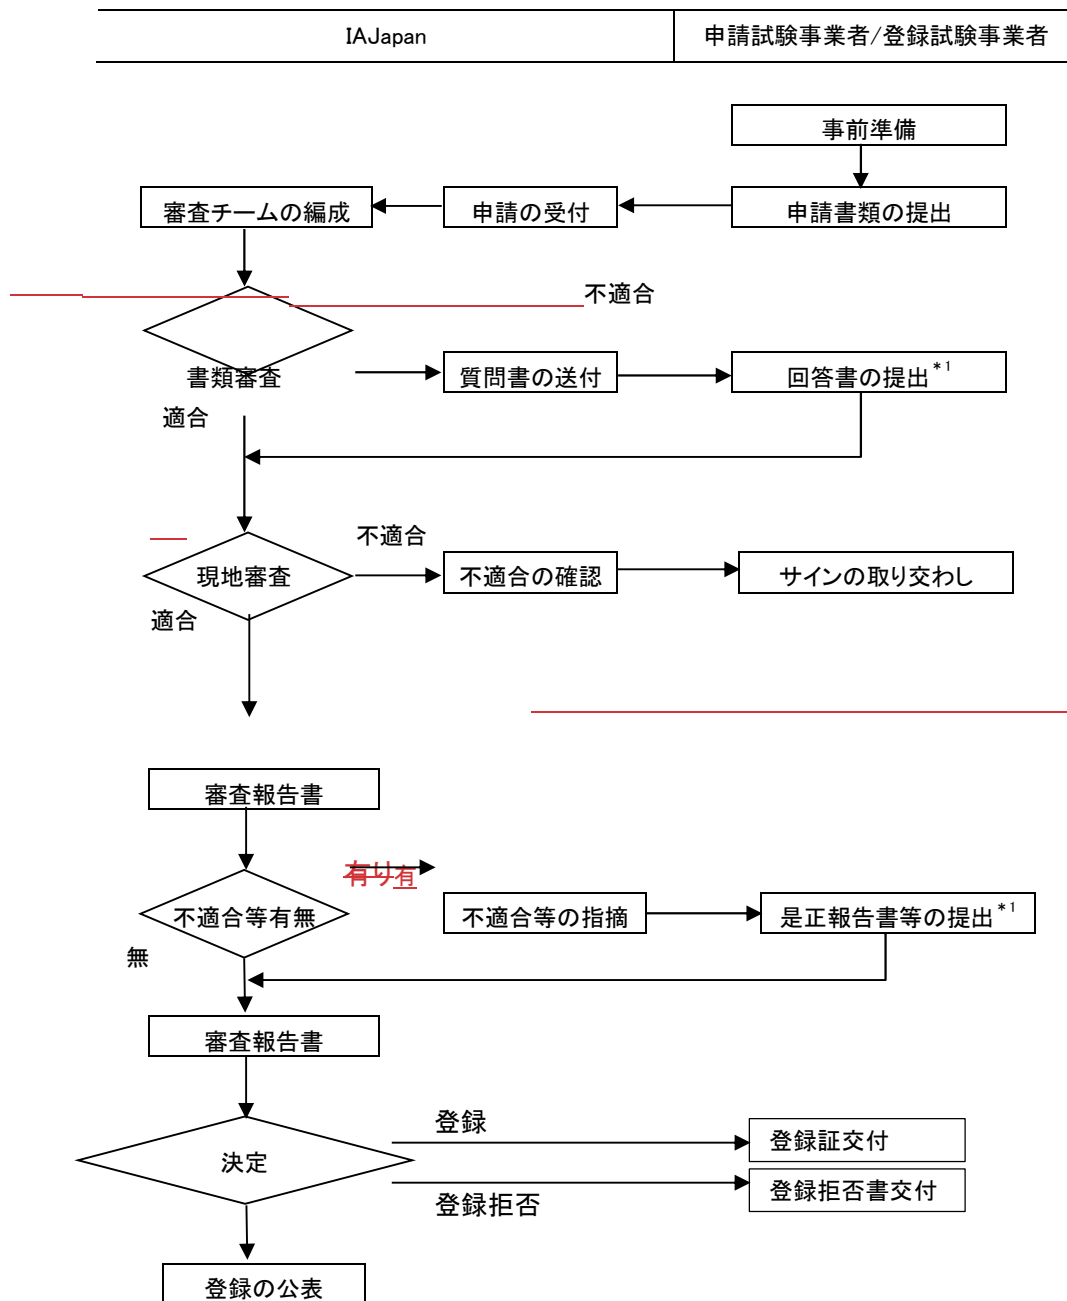 IAJapan 申請試験事業者/登録試験事業者
事前準備
審査チームの編成 申請の受付 申請書類の提出
不適合
書類審査 質問書の送付 回答書の提出*1
適合
不適合
現地審査 不適合の確認 サインの取り交わし
適合
審査報告書
有り有
不適合等有無 不適合等の指摘 是正報告書等の提出*1
無
審査報告書
登録
決定 登録証交付
登録拒否書交付
登録拒否
登録の公表